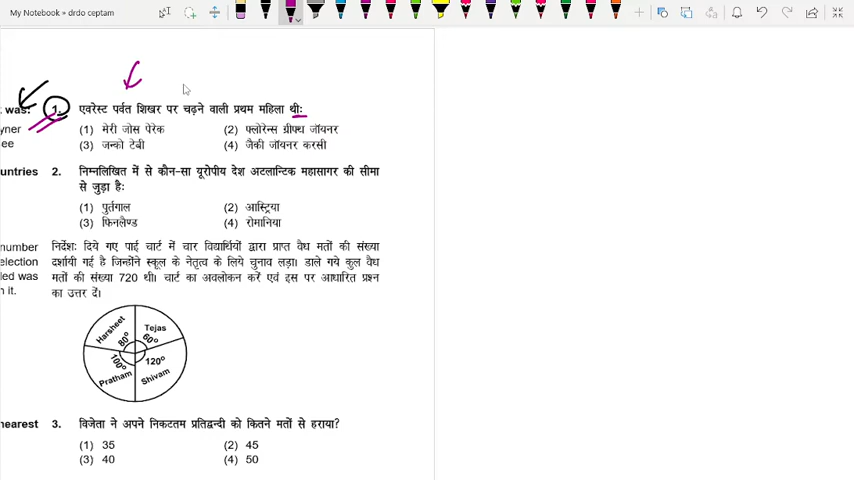 My Notebook » drdo ceptam
was:
1. एवरेस्ट पर्वत शिखर पर चढ़ने वाली प्रथम महिला थीः
yner (1) मेरी जोस पेरेक (2) फ्लोरेन्स ग्रीफ्थ जॉयनर
ee (3) जन्को टेबी (4) जैकी जॉयनर करसी
untries 2. निम्नलिखित में से कौन-सा यूरोपीय देश अटलान्टिक महासागर की सीमा
से जुड़ा हैः
(1) पुर्तगाल (2) आस्ट्रिया
(3) फिनलैण्ड (4) रोमानिया
number निर्देशः दिये गए पाई चार्ट में चार विद्यार्थियों द्वारा प्राप्त वैध मतों की संख्या
election दर्शायी गई है जिन्होंने स्कूल के नेतृत्व के लिये चुनाव लड़ा। डाले गये कुल वैध
led was मतों की संख्या 720 थी। चार्ट का अवलोकन करें एवं इस पर आधारित प्रश्न
n it. का उत्तर दें।
Harsheet 80° Tejas 60°
Pratham 100° Shivam 120°
nearest 3. विजेता ने अपने निकटतम प्रतिद्वन्दी को कितने मतों से हराया?
(1) 35 (2) 45
(3) 40 (4) 50